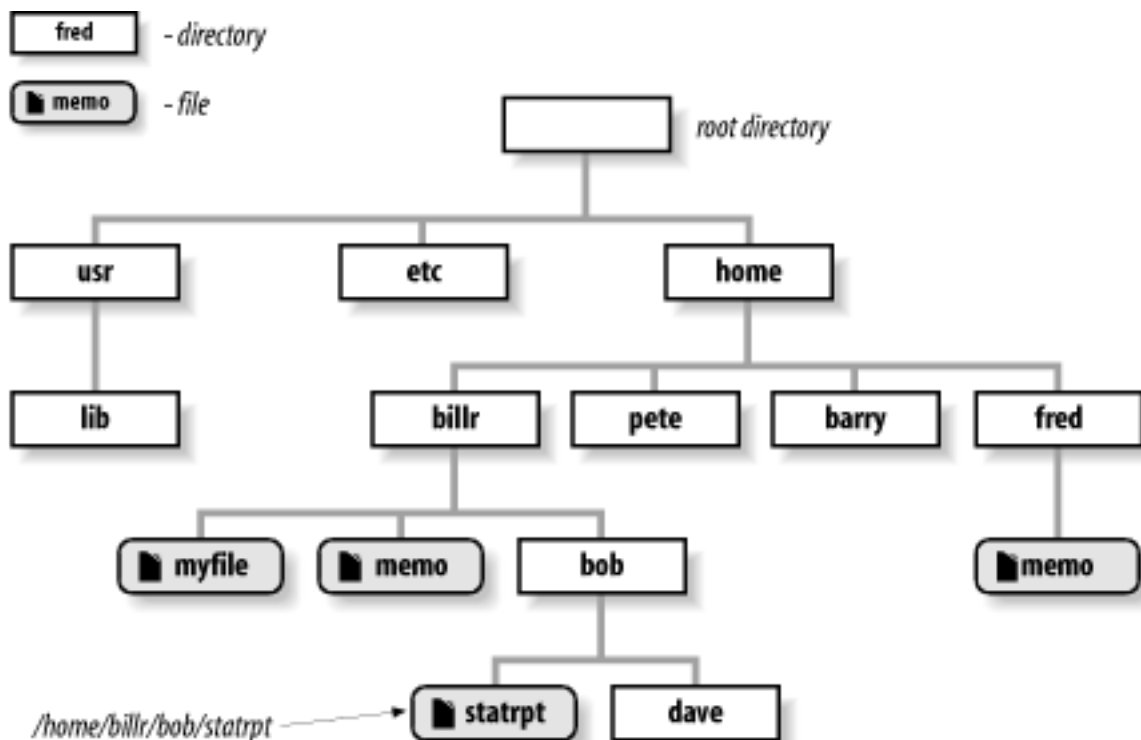 fred - directory
memo - file
root directory
usr etc home
lib billr pete barry fred
myfile memo bob memo
statrpt dave
/home/billr/bob/statrpt